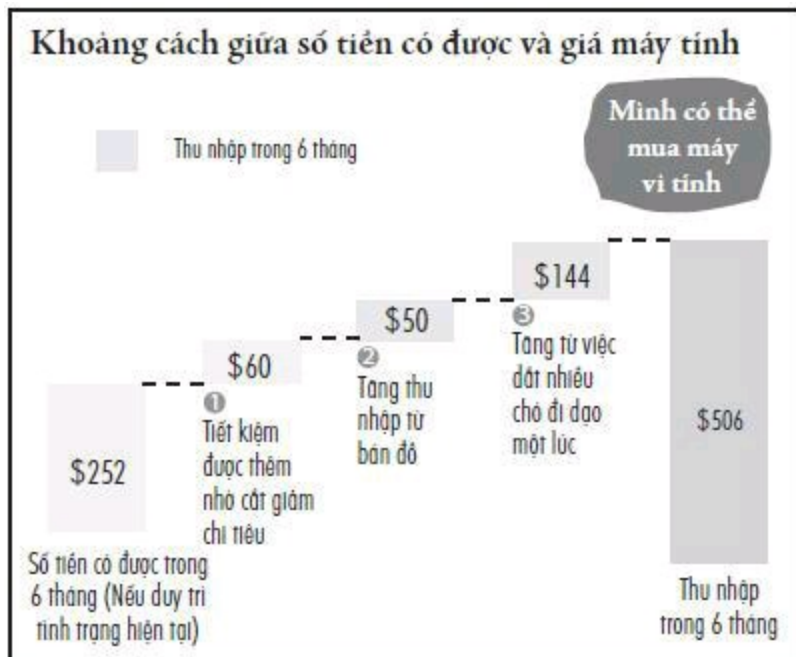 Khoảng cách giữa số tiền có được và giá máy tính
Mình có thể
mua máy
vi tính
Thu nhập trong 6 tháng
$252
Số tiền có được trong
6 tháng (Nếu duy trì
tình trạng hiện tại)
$60
1
Tiết kiệm
được thêm
nhờ cắt giảm
chi tiêu
$50
2
Tăng thu
nhập từ
bán đồ
$144
3
Tăng từ việc
dắt nhiều
chó đi dạo
một lúc
$506
Thu nhập
trong 6 tháng